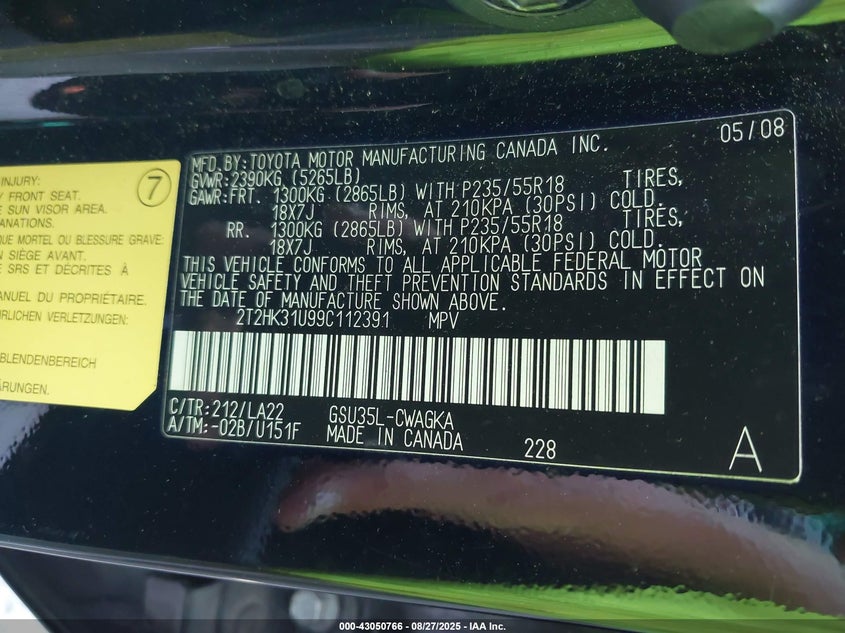 INJURY:
FRONT SEAT.
SUN VISOR AREA.
QUE MORTEL OU BLESSURE GRAVE:
SIÈGE AVANT.
SRS ET DÉCRITES À
ANUEL DU PROPRIÉTAIRE.
RLICHEN VERLETZUNGEN:
BLENDENBEREICH
ÄRUNGEN.
7
05/08
MFD. BY: TOYOTA MOTOR MANUFACTURING CANADA INC.
GVWR: 2390KG (5265LB)
GAWR: FRT. 1300KG (2865LB) WITH P235/55R18 TIRES,
18X7J RIMS, AT 210KPA (30PSI) COLD.
RR. 1300KG (2865LB) WITH P235/55R18 TIRES,
18X7J RIMS, AT 210KPA (30PSI) COLD.
THIS VEHICLE CONFORMS TO ALL APPLICABLE FEDERAL MOTOR
VEHICLE SAFETY AND THEFT PREVENTION STANDARDS IN EFFECT ON
THE DATE OF MANUFACTURE SHOWN ABOVE.
2T2HK31U99C112391 MPV
C/TR: 212/LA22 GSU35L-CWAGKA
A/TM: -02B/U151F MADE IN CANADA 228 A
000-43050766 - 08/27/2025 - IAA Inc.